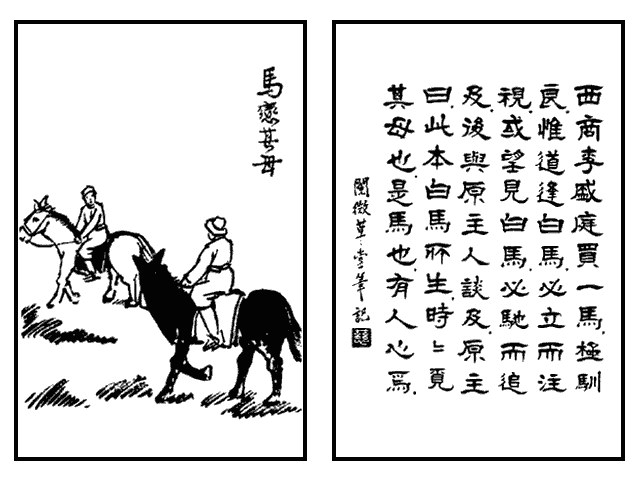 馬戀其母
西商李盛庭買一馬極馴
良惟道逢白馬必立而注
視或望見白馬必馳而追
及後與原主人談及原主
曰此本白馬所生時〻覓
其母也是馬也有人心焉
閱微草堂筆記